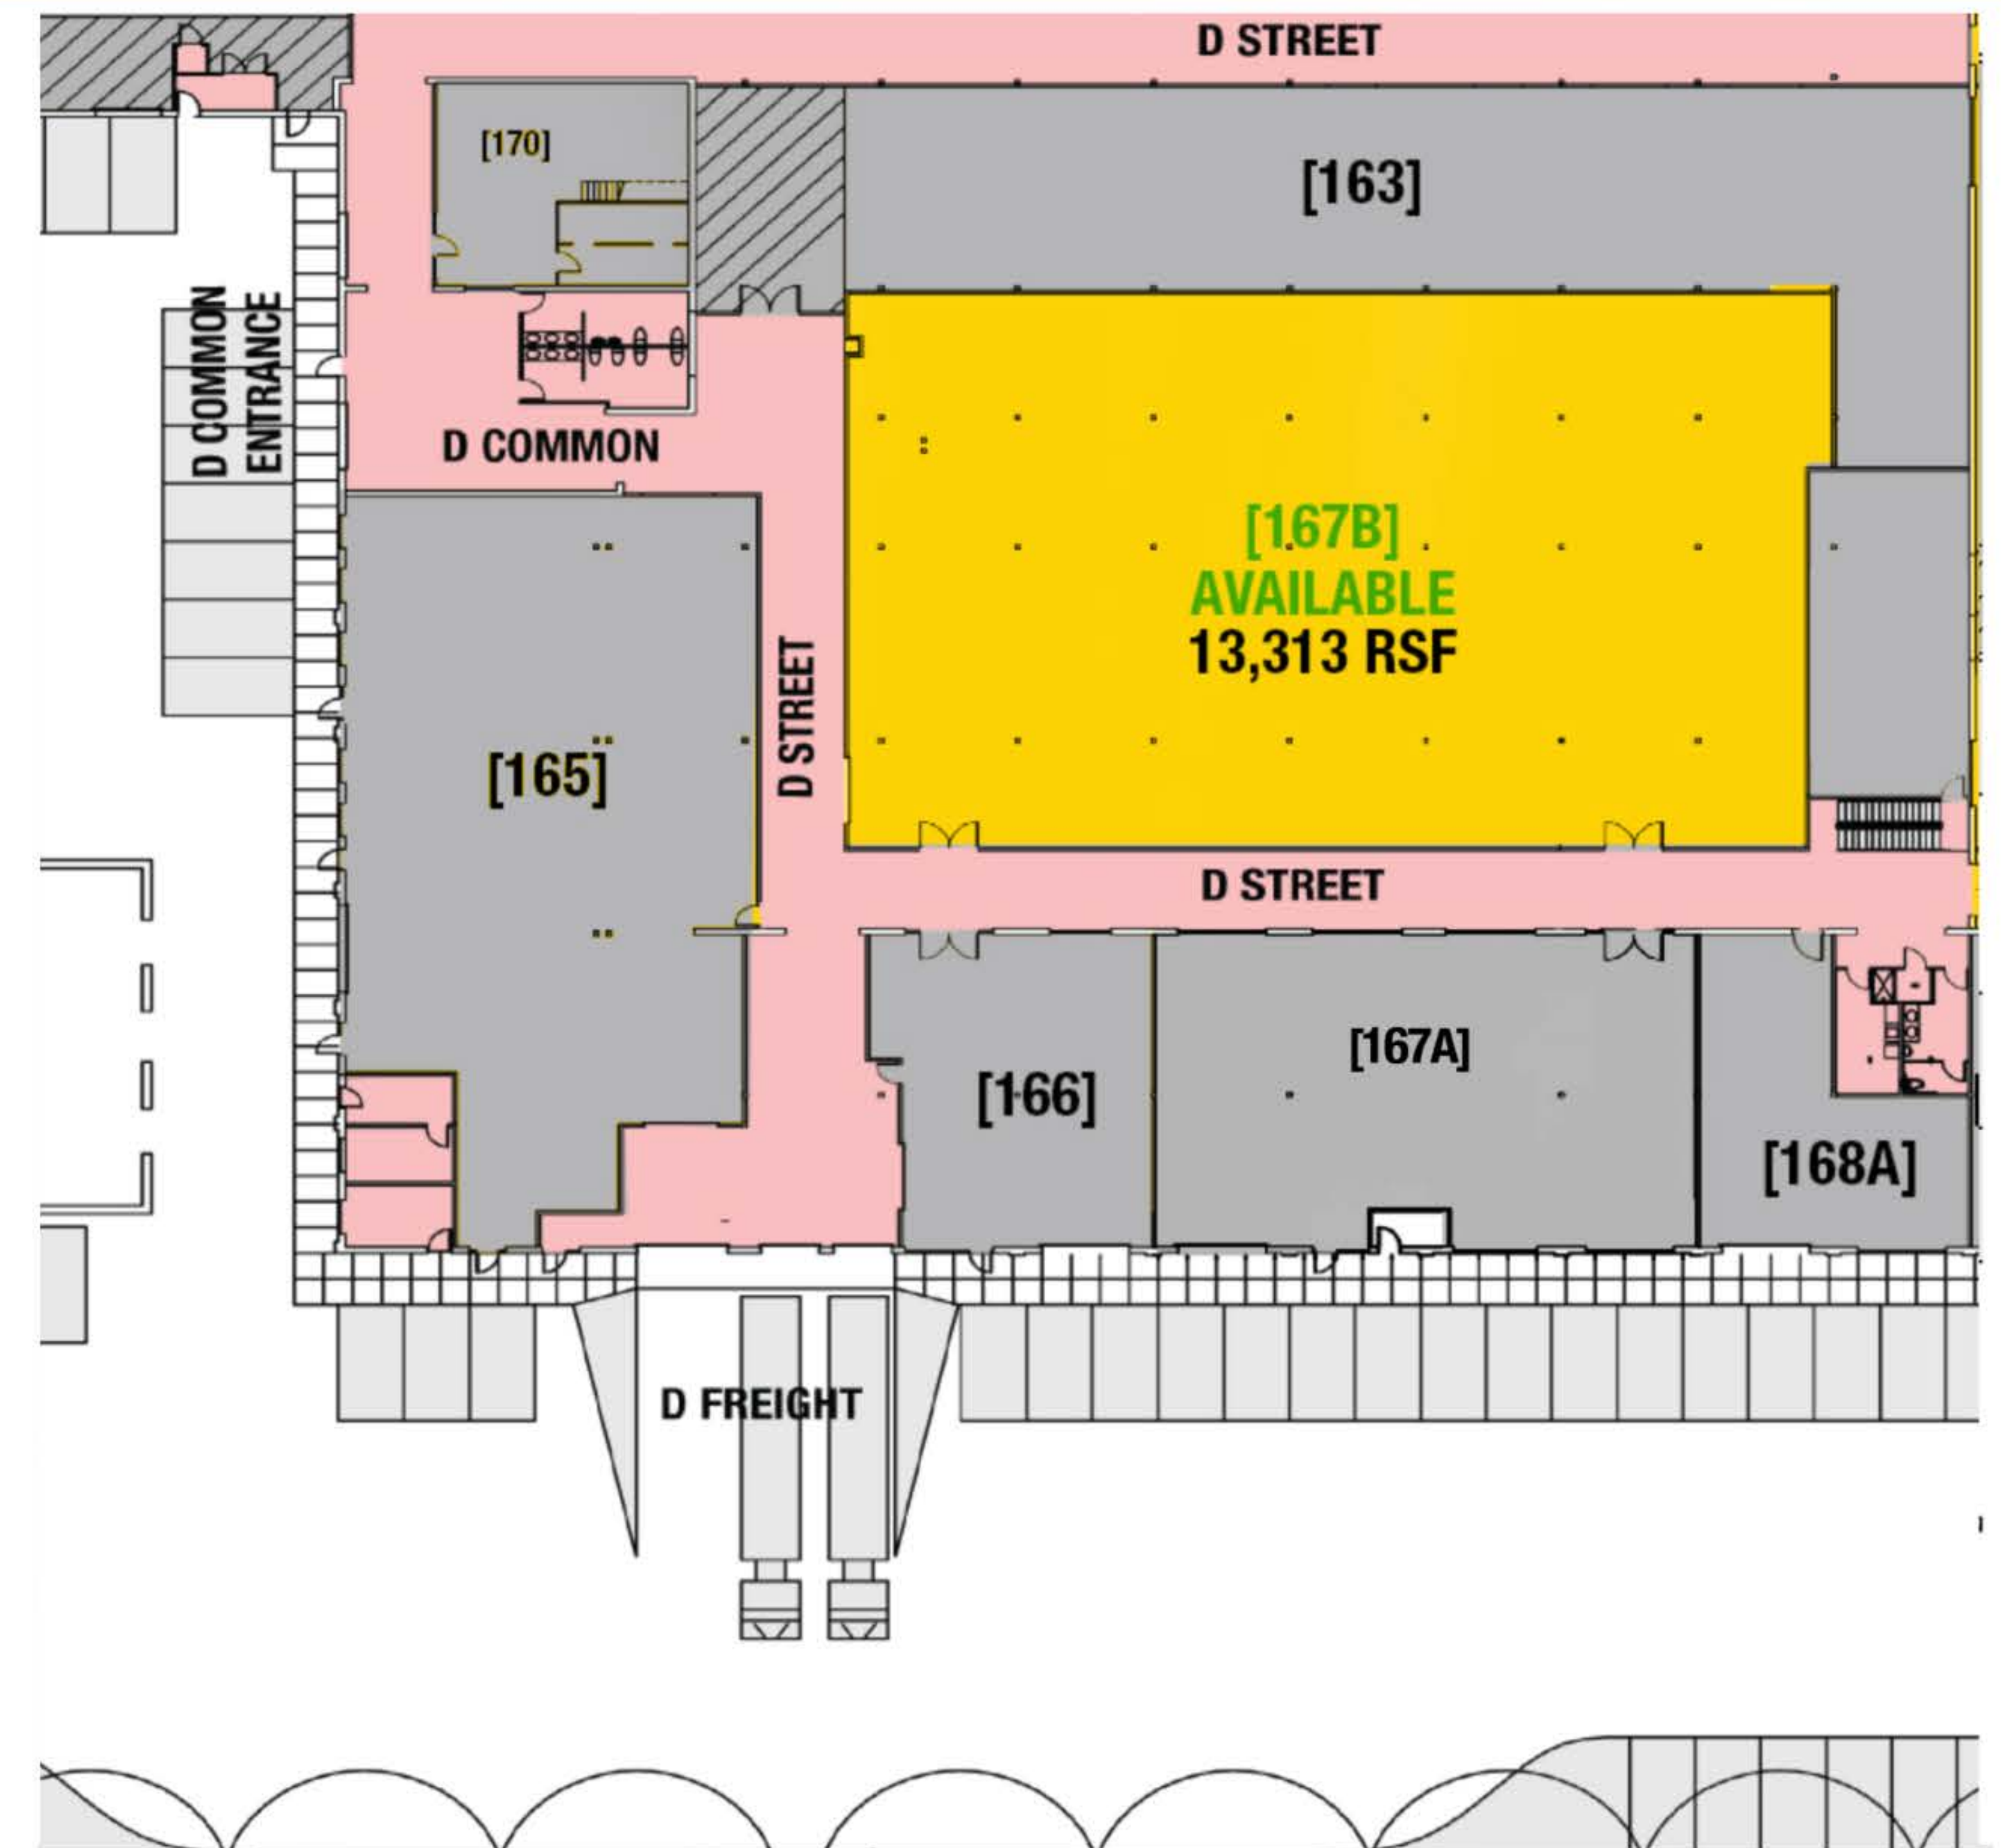 D STREET
[170]
[163]
D COMMON
ENTRANCE
D COMMON
[167B]
AVAILABLE
13,313 RSF
D STREET
[165]
D STREET
[167A]
[166]
[168A]
D FREIGHT